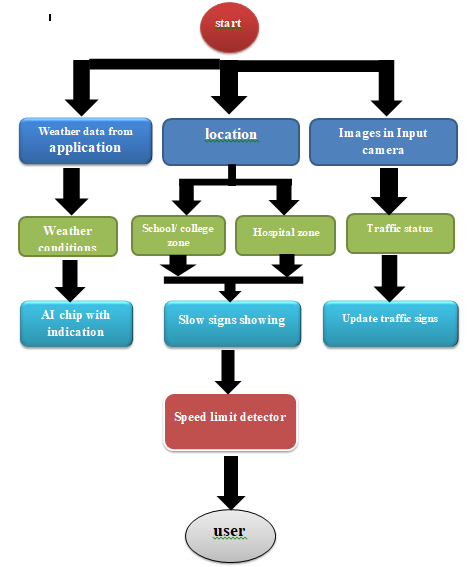 start
Weather data from
application
location
Images in Input
camera
Weather
conditions
School/ college
zone
Hospital zone
Traffic status
AI chip with
indication
Slow signs showing
Update traffic signs
Speed limit detector
user